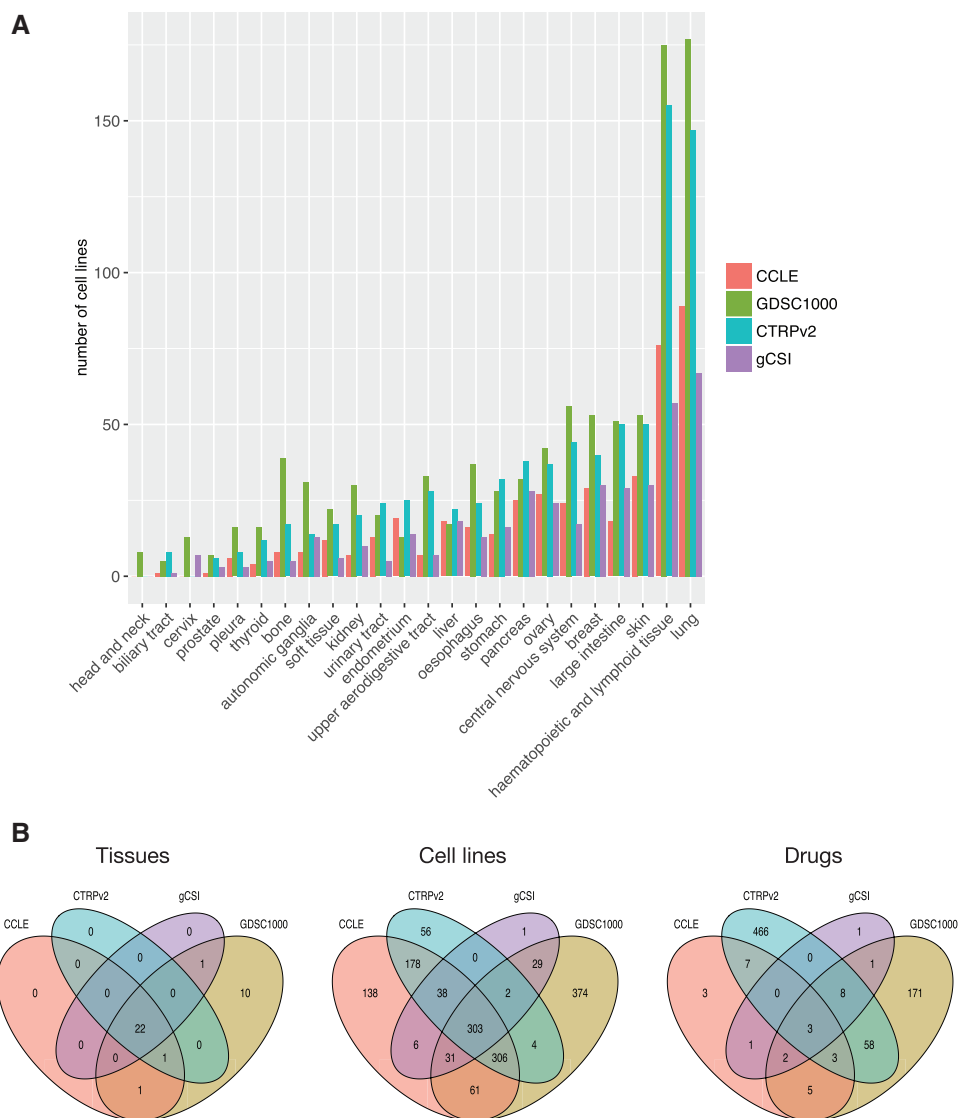 A
150
100
50
0
number of cell lines
CCLE
GDSC1000
CTRPv2
gCSI
head and neck
biliary tract
cervix
prostate
pleura
thyroid
bone
autonomic ganglia
soft tissue
kidney
urinary tract
endometrium
upper aerodigestive tract
liver
oesophagus
stomach
pancreas
ovary
central nervous system
breast
large intestine
skin
haematopoietic and lymphoid tissue
lung
B
Tissues
CTRPv2 gCSI
CCLE GDSC1000
0 0
0 0 1
0 0 0 10
22
0 0 1 0
1
Cell lines
CTRPv2 gCSI
CCLE GDSC1000
56 1
178 0 29
138 38 2 374
303
6 31 306 4
61
Drugs
CTRPv2 gCSI
CCLE GDSC1000
466 1
7 0 1
3 0 8 171
3
1 2 3 58
5